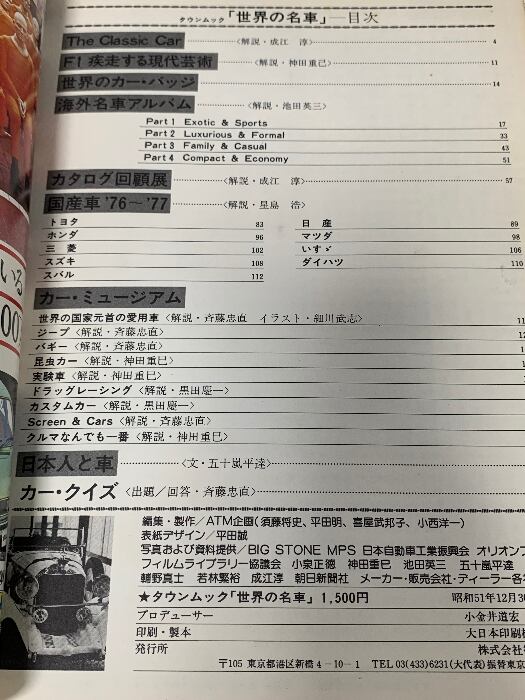 タウンムック「世界の名車」―目次
The Classic Car〈解説・成江 淳〉 4
F1 疾走する現代芸術〈解説・神田重巳〉 11
世界のカー・バッジ 14
海外名車アルバム〈解説・池田英三〉
Part 1 Exotic & Sports 17
Part 2 Luxurious & Formal 33
Part 3 Family & Casual 43
Part 4 Compact & Economy 51
カタログ回顧展〈解説・成江 淳〉 57
国産車'76~'77〈解説・星島 浩〉
トヨタ 83 日産 89
ホンダ 96 マツダ 98
三菱 102 いすゞ 106
スズキ 108 ダイハツ 110
スバル 112
カー・ミュージアム
世界の国家元首の愛用車〈解説・斉藤忠直 イラスト・細川武志〉
ジープ〈解説・斉藤忠直〉
バギー〈解説・斉藤忠直〉
昆虫カー〈解説・神田重巳〉
実験車〈解説・神田重巳〉
ドラッグレーシング〈解説・黒田慶一〉
カスタムカー〈解説・黒田慶一〉
Screen & Cars〈解説・斉藤忠直〉
クルマなんでも一番〈解説・神田重巳〉
日本人と車〈文・五十嵐平達〉
カー・クイズ〈出題/回答・斉藤忠直〉
編集・製作/ATM企画(須藤将史、平田明、喜屋武邦子、小西洋一)
表紙デザイン/平田誠
写真および資料提供/BIG STONE MPS 日本自動車工業振興会 オリオンプ
フィルムライブラリー協議会 小泉正徳 神田重巳 池田英三 五十嵐平達
輔野真士 若林繁裕 成江淳 朝日新聞社 メーカー・販売会社・ディーラー各社
★タウンムック「世界の名車」1,500円 昭和51年12月30
プロデューサー 小金井道宏
印刷・製本 大日本印刷株
発行所 株式会社
〒105 東京都港区新橋4-10-1 TEL 03(433)6231(大代表)振替東京